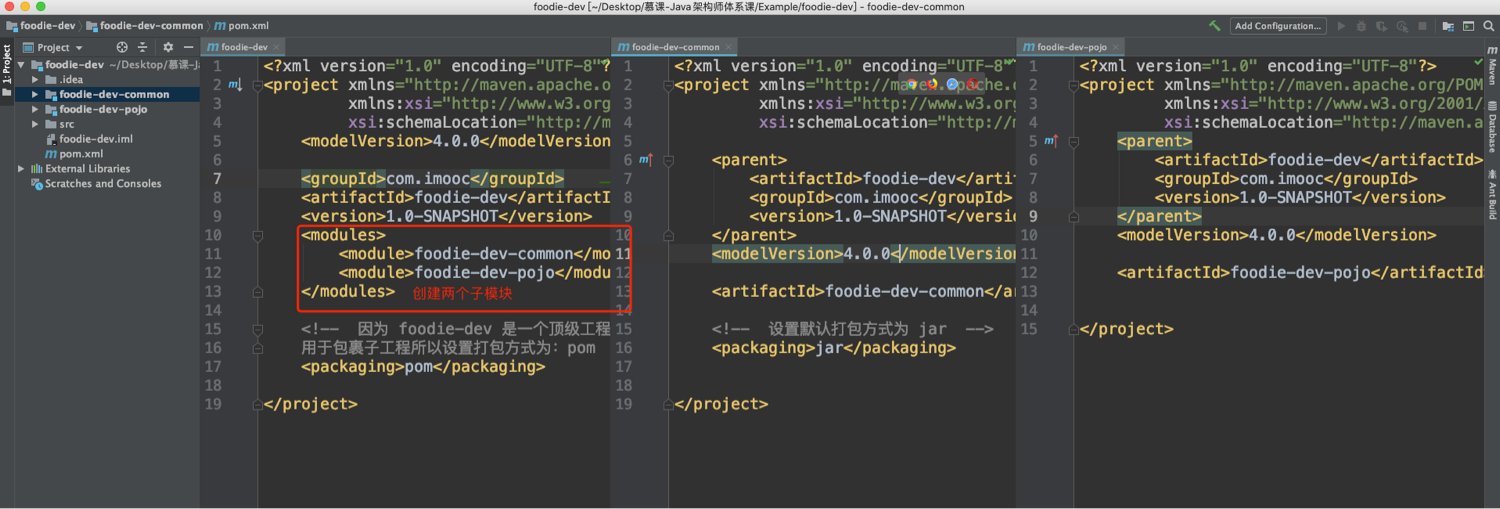 foodie-dev [~/Desktop/慕课-Java架构师体系课/Example/foodie-dev] - foodie-dev-common
foodie-dev foodie-dev-common pom.xml
Add Configuration...
1: Project
Project
foodie-dev ~/Desktop/慕课-J
.idea
foodie-dev-common
foodie-dev-pojo
src
foodie-dev.iml
pom.xml
External Libraries
Scratches and Consoles
foodie-dev
1 <?xml version="1.0" encoding="UTF-8"?
2 <project xmlns="http://maven.apache.o
3 xmlns:xsi="http://www.w3.org
4 xsi:schemaLocation="http://m
5 <modelVersion>4.0.0</modelVersion
6
7 <groupId>com.imooc</groupId>
8 <artifactId>foodie-dev</artifactI
9 <version>1.0-SNAPSHOT</version>
10 <modules>
11 <module>foodie-dev-common</mo
12 <module>foodie-dev-pojo</modu
13 </modules> 创建两个子模块
14
15 <!-- 因为 foodie-dev 是一个顶级工程
16 用于包裹子工程所以设置打包方式为：pom
17 <packaging>pom</packaging>
18
19 </project>
foodie-dev-common
1 <?xml version="1.0" encoding="UTF-8"
2 <project xmlns="http://maven.apache.o
3 xmlns:xsi="http://www.w3.org
4 xsi:schemaLocation="http://m
5
6 <parent>
7 <artifactId>foodie-dev</artif
8 <groupId>com.imooc</groupId>
9 <version>1.0-SNAPSHOT</versio
10 </parent>
11 <modelVersion>4.0.0</modelVersion
12
13 <artifactId>foodie-dev-common</ar
14
15 <!-- 设置默认打包方式为 jar -->
16 <packaging>jar</packaging>
17
18
19 </project>
foodie-dev-pojo
1 <?xml version="1.0" encoding="UTF-8"?>
2 <project xmlns="http://maven.apache.org/POM
3 xmlns:xsi="http://www.w3.org/2001/
4 xsi:schemaLocation="http://maven.a
5 <parent>
6 <artifactId>foodie-dev</artifactId>
7 <groupId>com.imooc</groupId>
8 <version>1.0-SNAPSHOT</version>
9 </parent>
10 <modelVersion>4.0.0</modelVersion>
11
12 <artifactId>foodie-dev-pojo</artifactId
13
14
15 </project>
Maven
Database
Ant Build